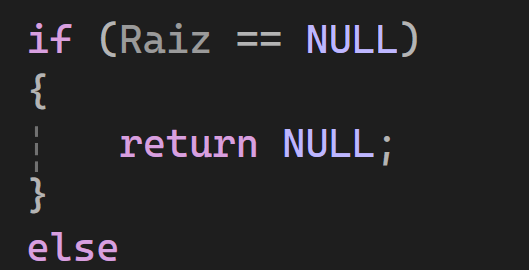 if (Raiz == NULL)
{
    return NULL;
}
else